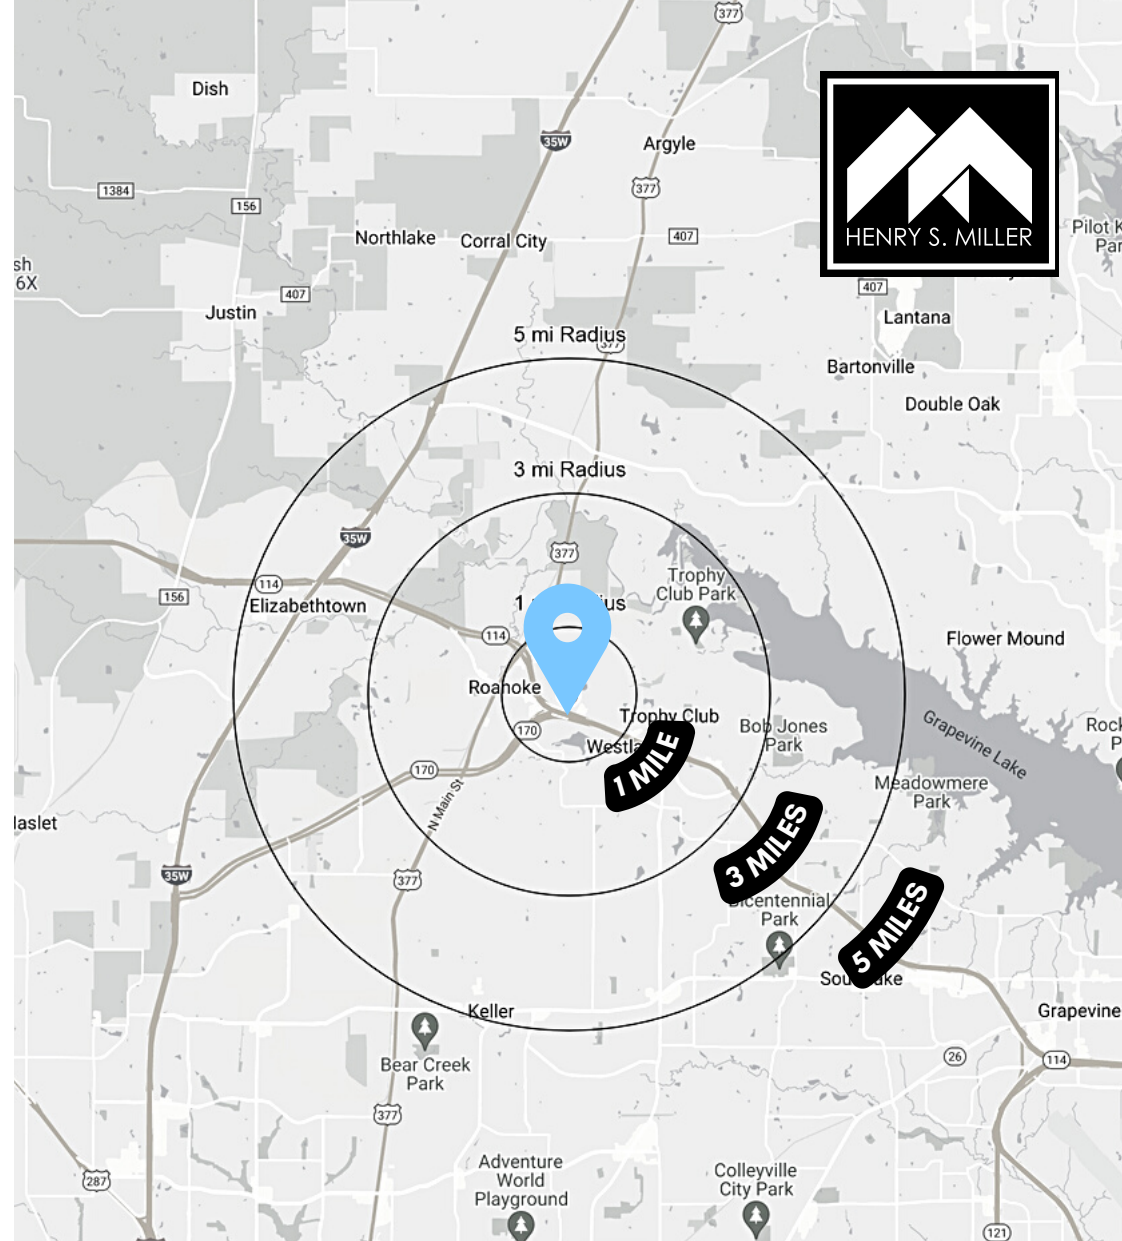 377
Dish
35W
Argyle
1384
377
156
HENRY S. MILLER
Northlake
Corral City
407
6X
407
407
Justin
Lantana
5 mi Radius
377
Bartonville
Double Oak
3 mi Radius
35W
377
114
Trophy
Club Park
156
Elizabethtown
1
114
Flower Mound
Roanoke
Trophy Club
170
Bob Jones
Park
Grapevine Lake
1 MILE
170
Meadowmere
Park
N Main St
3 MILES
35W
377
Bicentennial
Park
5 MILES
Keller
Grapevine
26
114
Bear Creek
Park
377
Adventure
World
Playground
Colleyville
City Park
287
121